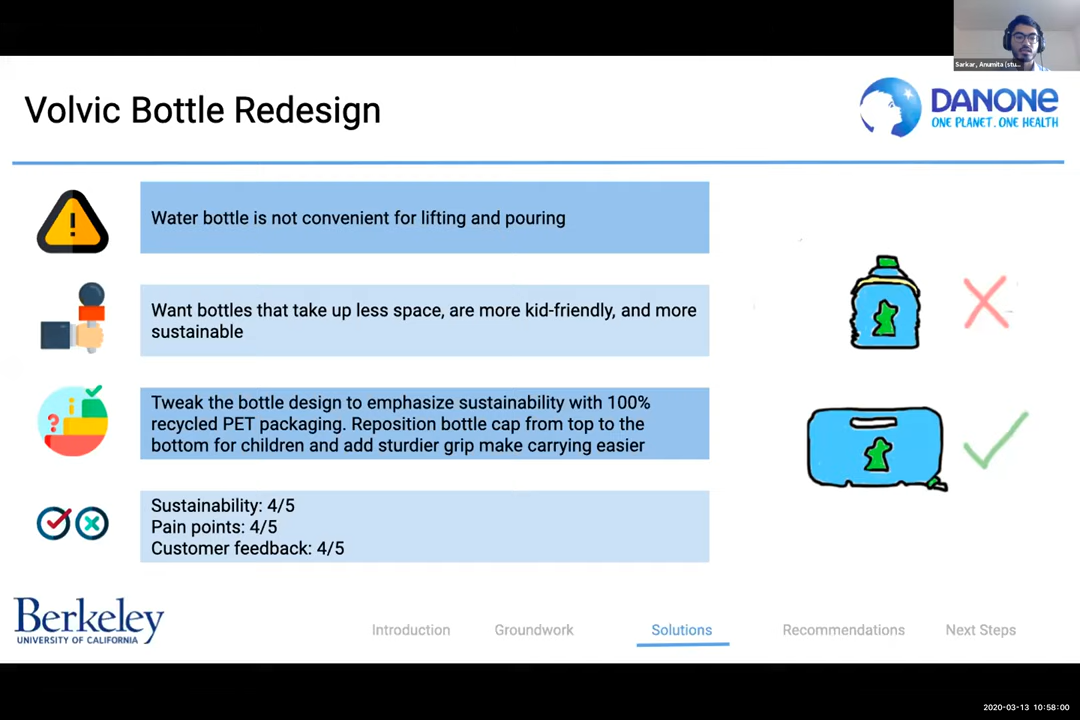 Sarkar, Anumita (stu...
Volvic Bottle Redesign
DANONE
ONE PLANET. ONE HEALTH
Water bottle is not convenient for lifting and pouring
Want bottles that take up less space, are more kid-friendly, and more
sustainable
Tweak the bottle design to emphasize sustainability with 100%
recycled PET packaging. Reposition bottle cap from top to the
bottom for children and add sturdier grip make carrying easier
Sustainability: 4/5
Pain points: 4/5
Customer feedback: 4/5
Berkeley
UNIVERSITY OF CALIFORNIA
Introduction
Groundwork
Solutions
Recommendations
Next Steps
2020-03-13 10:58:00